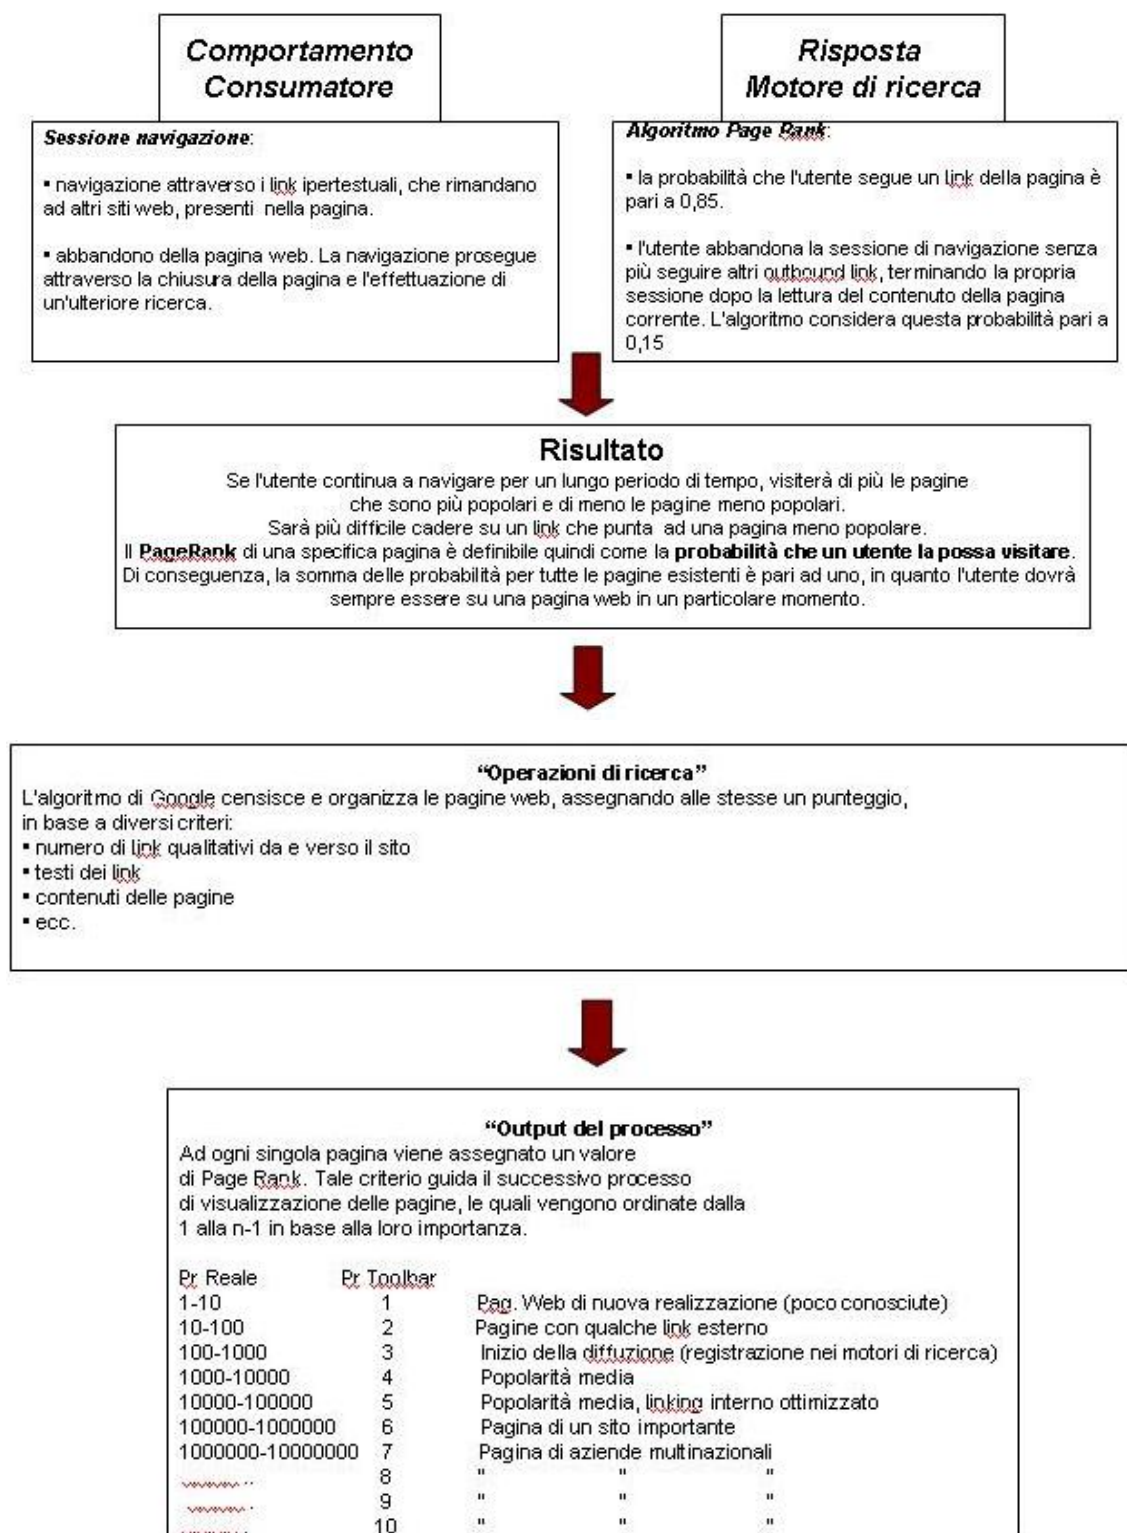 Comportamento
Consumatore
Sessione navigazione:
▪ navigazione attraverso i link ipertestuali, che rimandano
ad altri siti web, presenti nella pagina.
▪ abbandono della pagina web. La navigazione prosegue
attraverso la chiusura della pagina e l'effettuazione di
un'ulteriore ricerca.
Risposta
Motore di ricerca
Algoritmo Page Rank:
▪ la probabilità che l'utente segue un link della pagina è
pari a 0,85.
▪ l'utente abbandona la sessione di navigazione senza
più seguire altri outbound link, terminando la propria
sessione dopo la lettura del contenuto della pagina
corrente. L'algoritmo considera questa probabilità pari a
0,15
Risultato
Se l'utente continua a navigare per un lungo periodo di tempo, visiterà di più le pagine
che sono più popolari e di meno le pagine meno popolari.
Sarà più difficile cadere su un link che punta ad una pagina meno popolare.
Il PageRank di una specifica pagina è definibile quindi come la probabilità che un utente la possa visitare.
Di conseguenza, la somma delle probabilità per tutte le pagine esistenti è pari ad uno, in quanto l'utente dovrà
sempre essere su una pagina web in un particolare momento.
“Operazioni di ricerca”
L'algoritmo di Google censisce e organizza le pagine web, assegnando alle stesse un punteggio,
in base a diversi criteri:
▪ numero di link qualitativi da e verso il sito
▪ testi dei link
▪ contenuti delle pagine
▪ ecc.
“Output del processo”
Ad ogni singola pagina viene assegnato un valore
di Page Rank. Tale criterio guida il successivo processo
di visualizzazione delle pagine, le quali vengono ordinate dalla
1 alla n-1 in base alla loro importanza.
Pr Reale Pr Toolbar
1-10 1 Pag. Web di nuova realizzazione (poco conosciute)
10-100 2 Pagine con qualche link esterno
100-1000 3 Inizio della diffuzione (registrazione nei motori di ricerca)
1000-10000 4 Popolarità media
10000-100000 5 Popolarità media, linking interno ottimizzato
100000-1000000 6 Pagina di un sito importante
1000000-10000000 7 Pagina di aziende multinazionali
........ 8 " " "
........ 9 " " "
........ 10 " " "